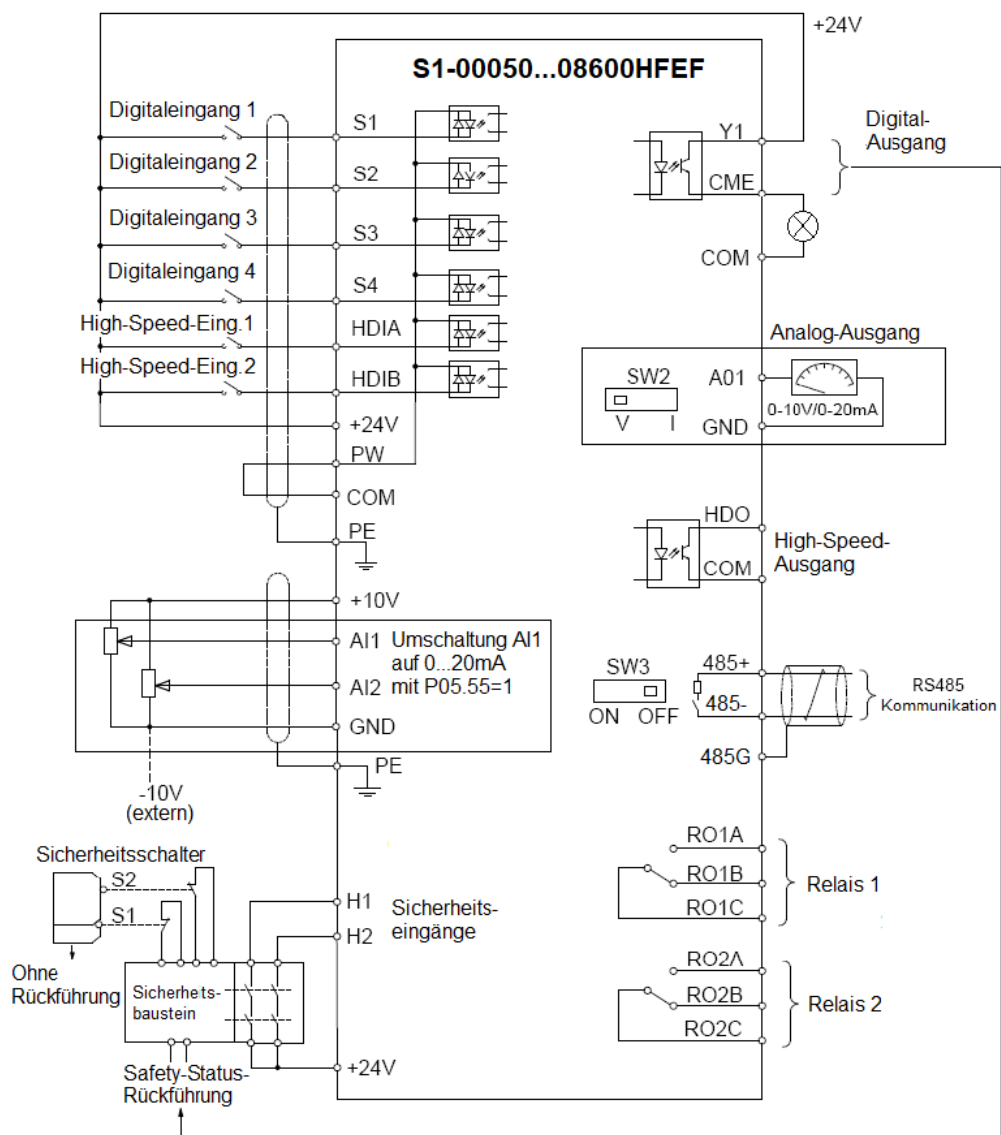 +24V
S1-00050...08600HFEF
Digitaleingang 1
S1
Digitaleingang 2
S2
Digitaleingang 3
S3
Digitaleingang 4
S4
High-Speed-Eing.1
HDIA
High-Speed-Eing.2
HDIB
+24V
PW
COM
PE
Y1
CME
COM
Digital-
Ausgang
Analog-Ausgang
SW2
V I
A01
GND
0-10V/0-20mA
HDO
COM
High-Speed-
Ausgang
+10V
AI1
AI2
GND
Umschaltung AI1
auf 0...20mA
mit P05.55=1
PE
-10V
(extern)
SW3
ON OFF
485+
485-
485G
RS485
Kommunikation
Sicherheitsschalter
S2
S1
Ohne
Rückführung
Sicherheits-
baustein
Safety-Status-
Rückführung
H1
H2
Sicherheits-
eingänge
+24V
RO1A
RO1B
RO1C
Relais 1
RO2A
RO2B
RO2C
Relais 2